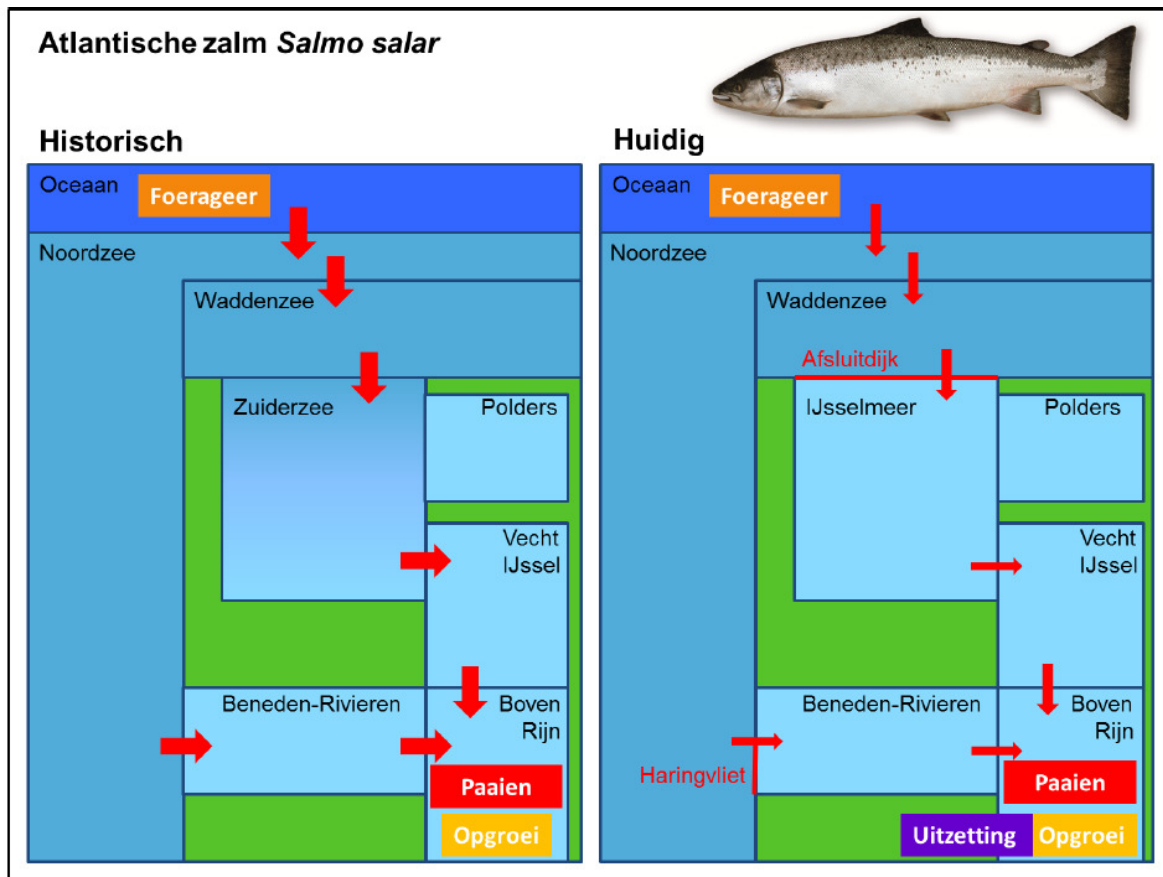 Atlantische zalm Salmo salar
Historisch
Oceaan
Foerageer
Noordzee
Waddenzee
Zuiderzee
Polders
Vecht
IJssel
Beneden-Rivieren
Boven
Rijn
Paaien
Opgroei
Huidig
Oceaan
Foerageer
Noordzee
Waddenzee
Afsluitdijk
IJsselmeer
Polders
Vecht
IJssel
Beneden-Rivieren
Boven
Rijn
Haringvliet
Paaien
Uitzetting
Opgroei